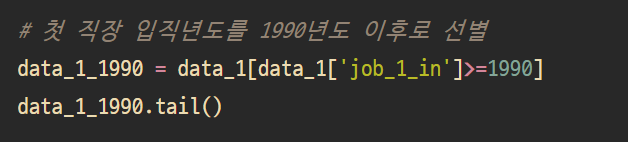 # 첫 직장 입직년도를 1990년도 이후로 선별
data_1_1990 = data_1[data_1['job_1_in']>=1990]
data_1_1990.tail()